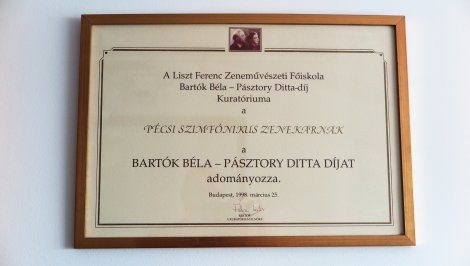 A Liszt Ferenc Zeneművészeti Főiskola
Bartók Béla – Pásztory Ditta-díj
Kuratóriuma
a
PÉCSI SZIMFÓNIKUS ZENEKARNAK
a
BARTÓK BÉLA – PÁSZTORY DITTA DÍJAT
adományozza.
Budapest, 1998. március 25.